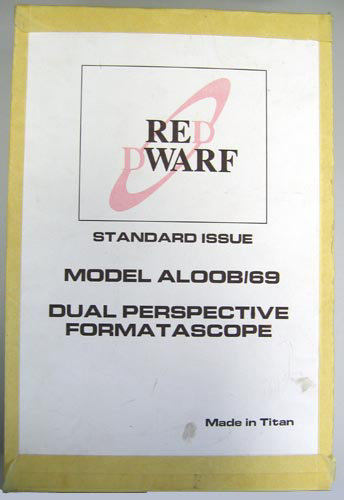 RED
DWARF
STANDARD ISSUE
MODEL ALOOB/69
DUAL PERSPECTIVE
FORMATASCOPE
Made in Titan